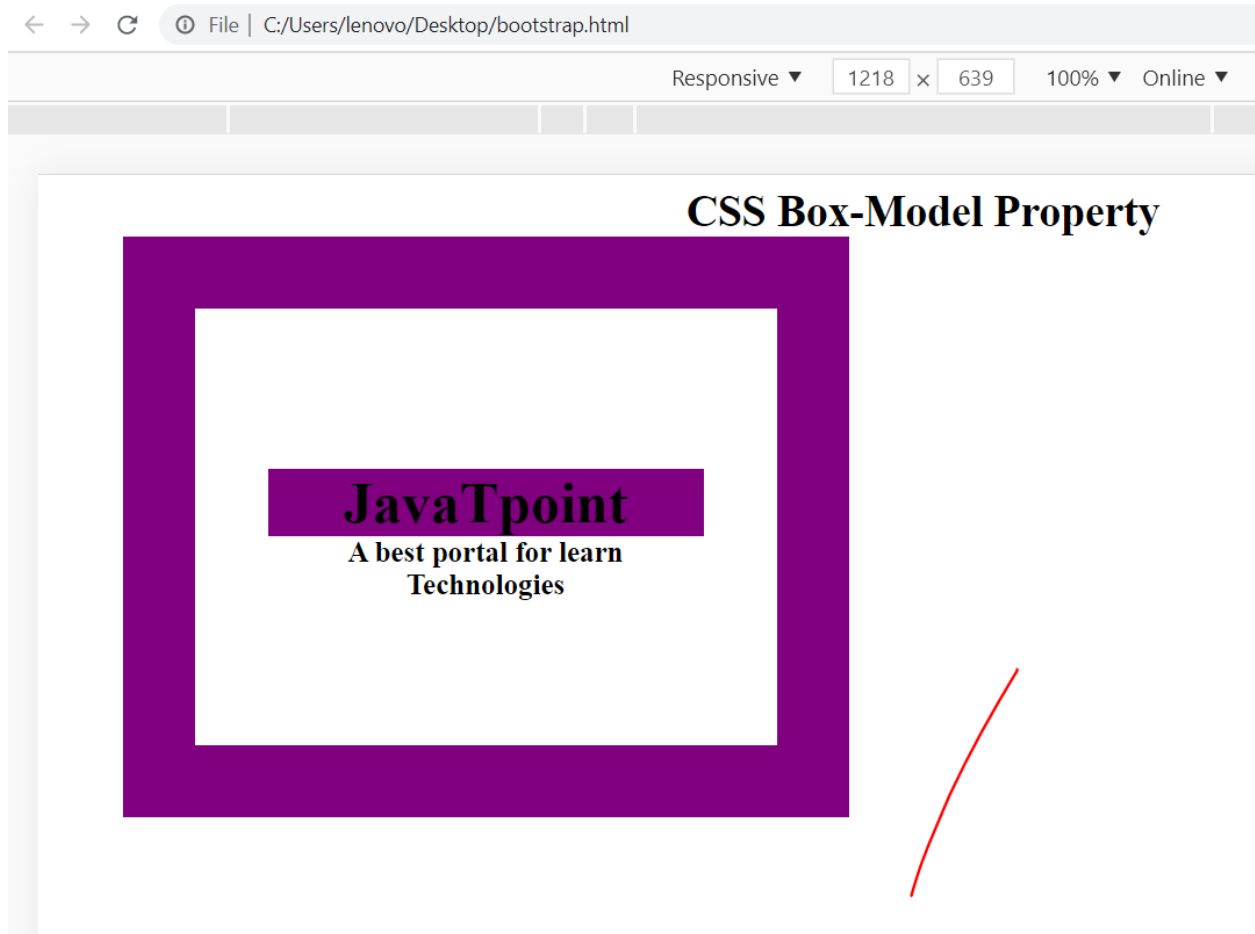 File | C:/Users/lenovo/Desktop/bootstrap.html
Responsive ▼ 1218 × 639 100% ▼ Online ▼
CSS Box-Model Property
JavaTpoint
A best portal for learn
Technologies